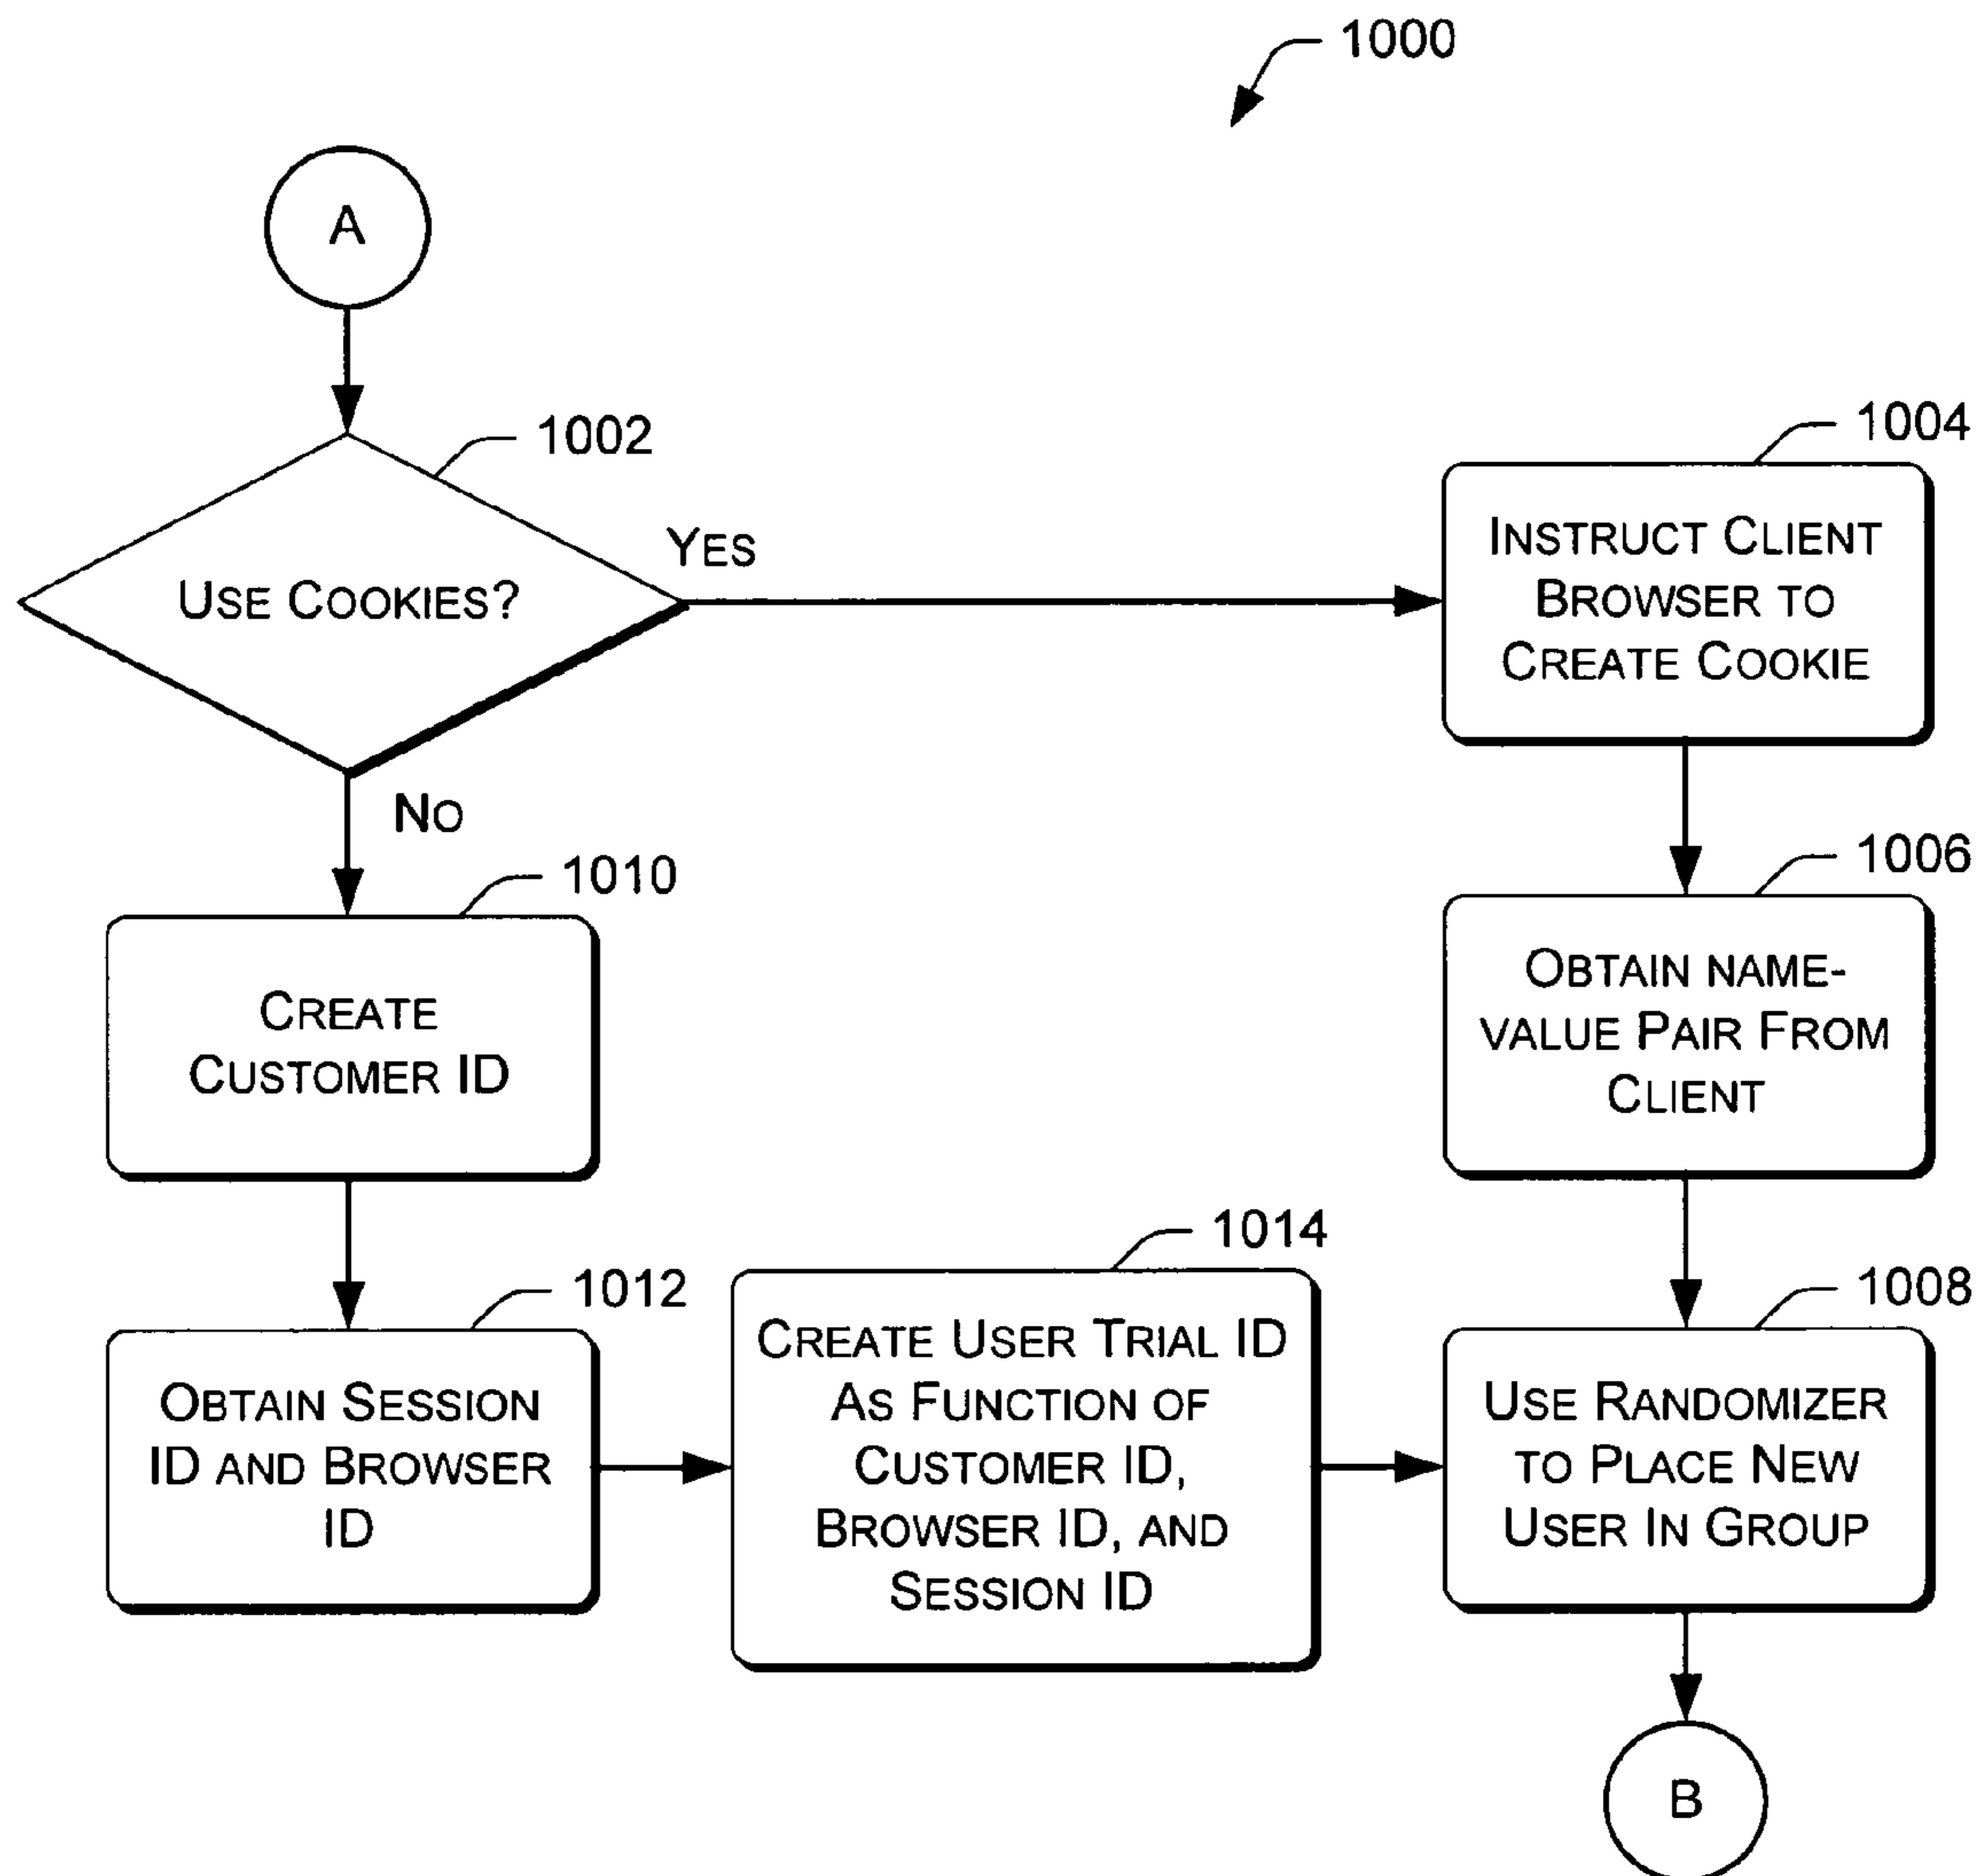 1000
A
1002
USE COOKIES?
YES
NO
1004
INSTRUCT CLIENT
BROWSER TO
CREATE COOKIE
1006
OBTAIN NAME-
VALUE PAIR FROM
CLIENT
1010
CREATE
CUSTOMER ID
1012
OBTAIN SESSION
ID AND BROWSER
ID
1014
CREATE USER TRIAL ID
AS FUNCTION OF
CUSTOMER ID,
BROWSER ID, AND
SESSION ID
1008
USE RANDOMIZER
TO PLACE NEW
USER IN GROUP
B